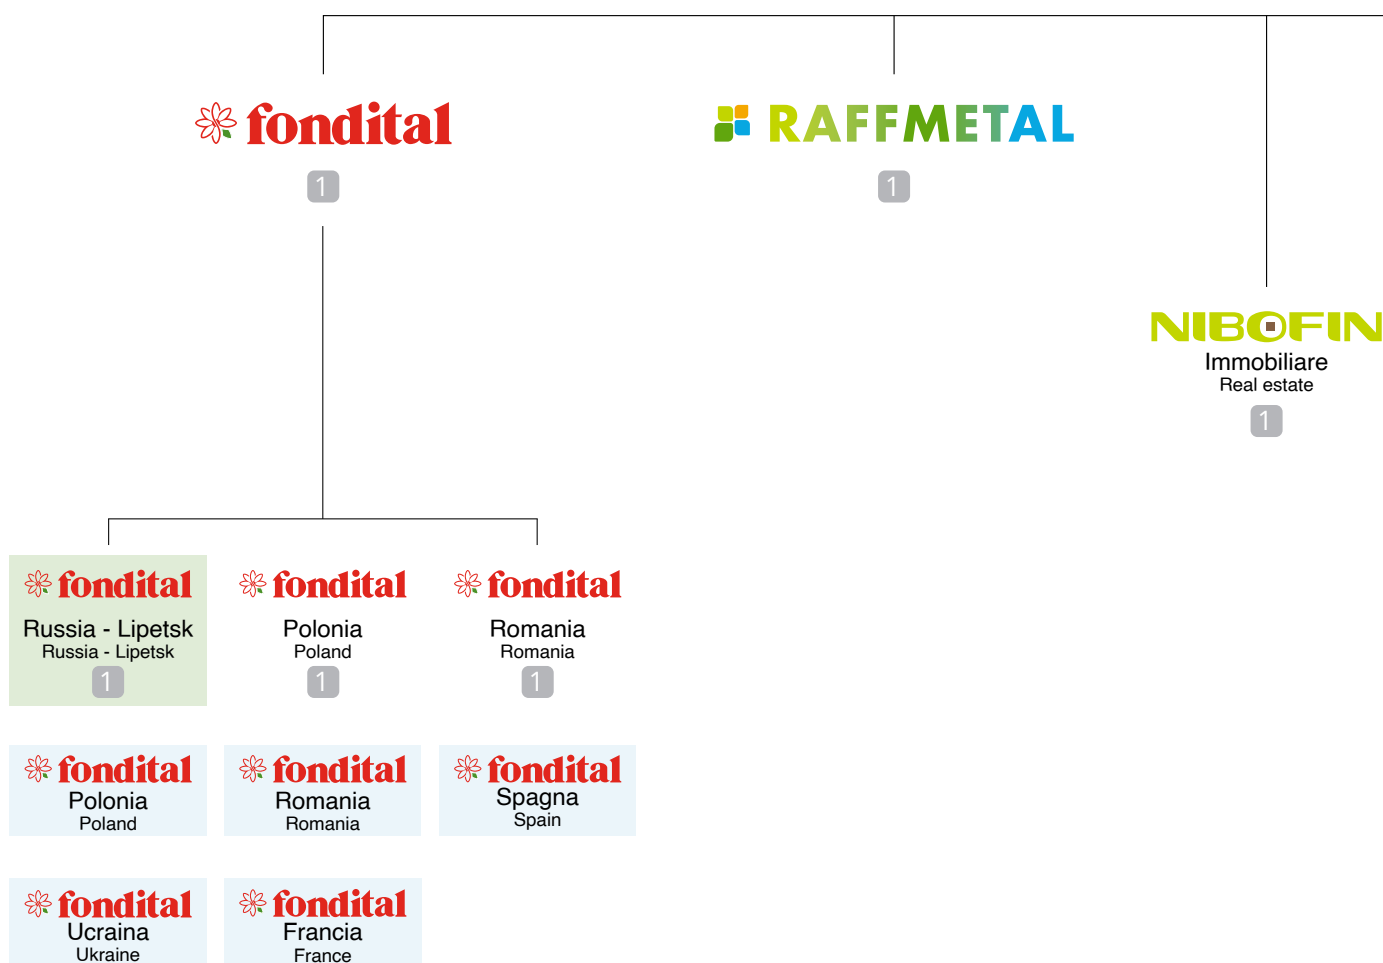 fondital
RAFFMETAL
1
1
NIBOFIN
Immobiliare
Real estate
1
fondital
fondital
fondital
Russia - Lipetsk
Polonia
Romania
Russia - Lipetsk
Poland
Romania
1
1
1
fondital
fondital
fondital
Polonia
Romania
Spagna
Poland
Romania
Spain
fondital
fondital
Ucraina
Francia
Ukraine
France